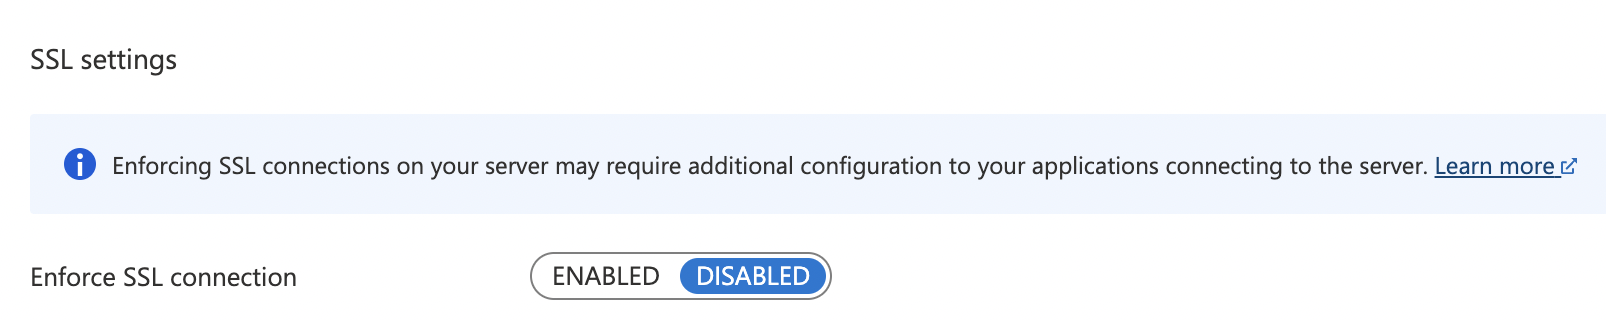 SSL settings
Enforcing SSL connections on your server may require additional configuration to your applications connecting to the server. Learn more
Enforce SSL connection ENABLED DISABLED